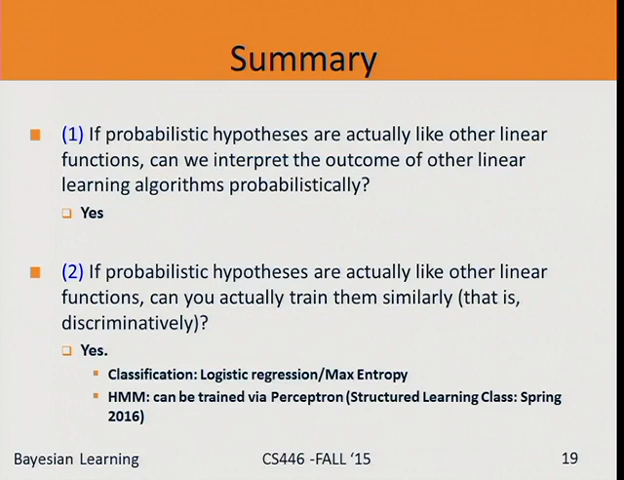 Summary
(1) If probabilistic hypotheses are actually like other linear
functions, can we interpret the outcome of other linear
learning algorithms probabilistically?
Yes
(2) If probabilistic hypotheses are actually like other linear
functions, can you actually train them similarly (that is,
discriminatively)?
Yes.
Classification: Logistic regression/Max Entropy
HMM: can be trained via Perceptron (Structured Learning Class: Spring
2016)
Bayesian Learning CS446 -FALL ‘15 19